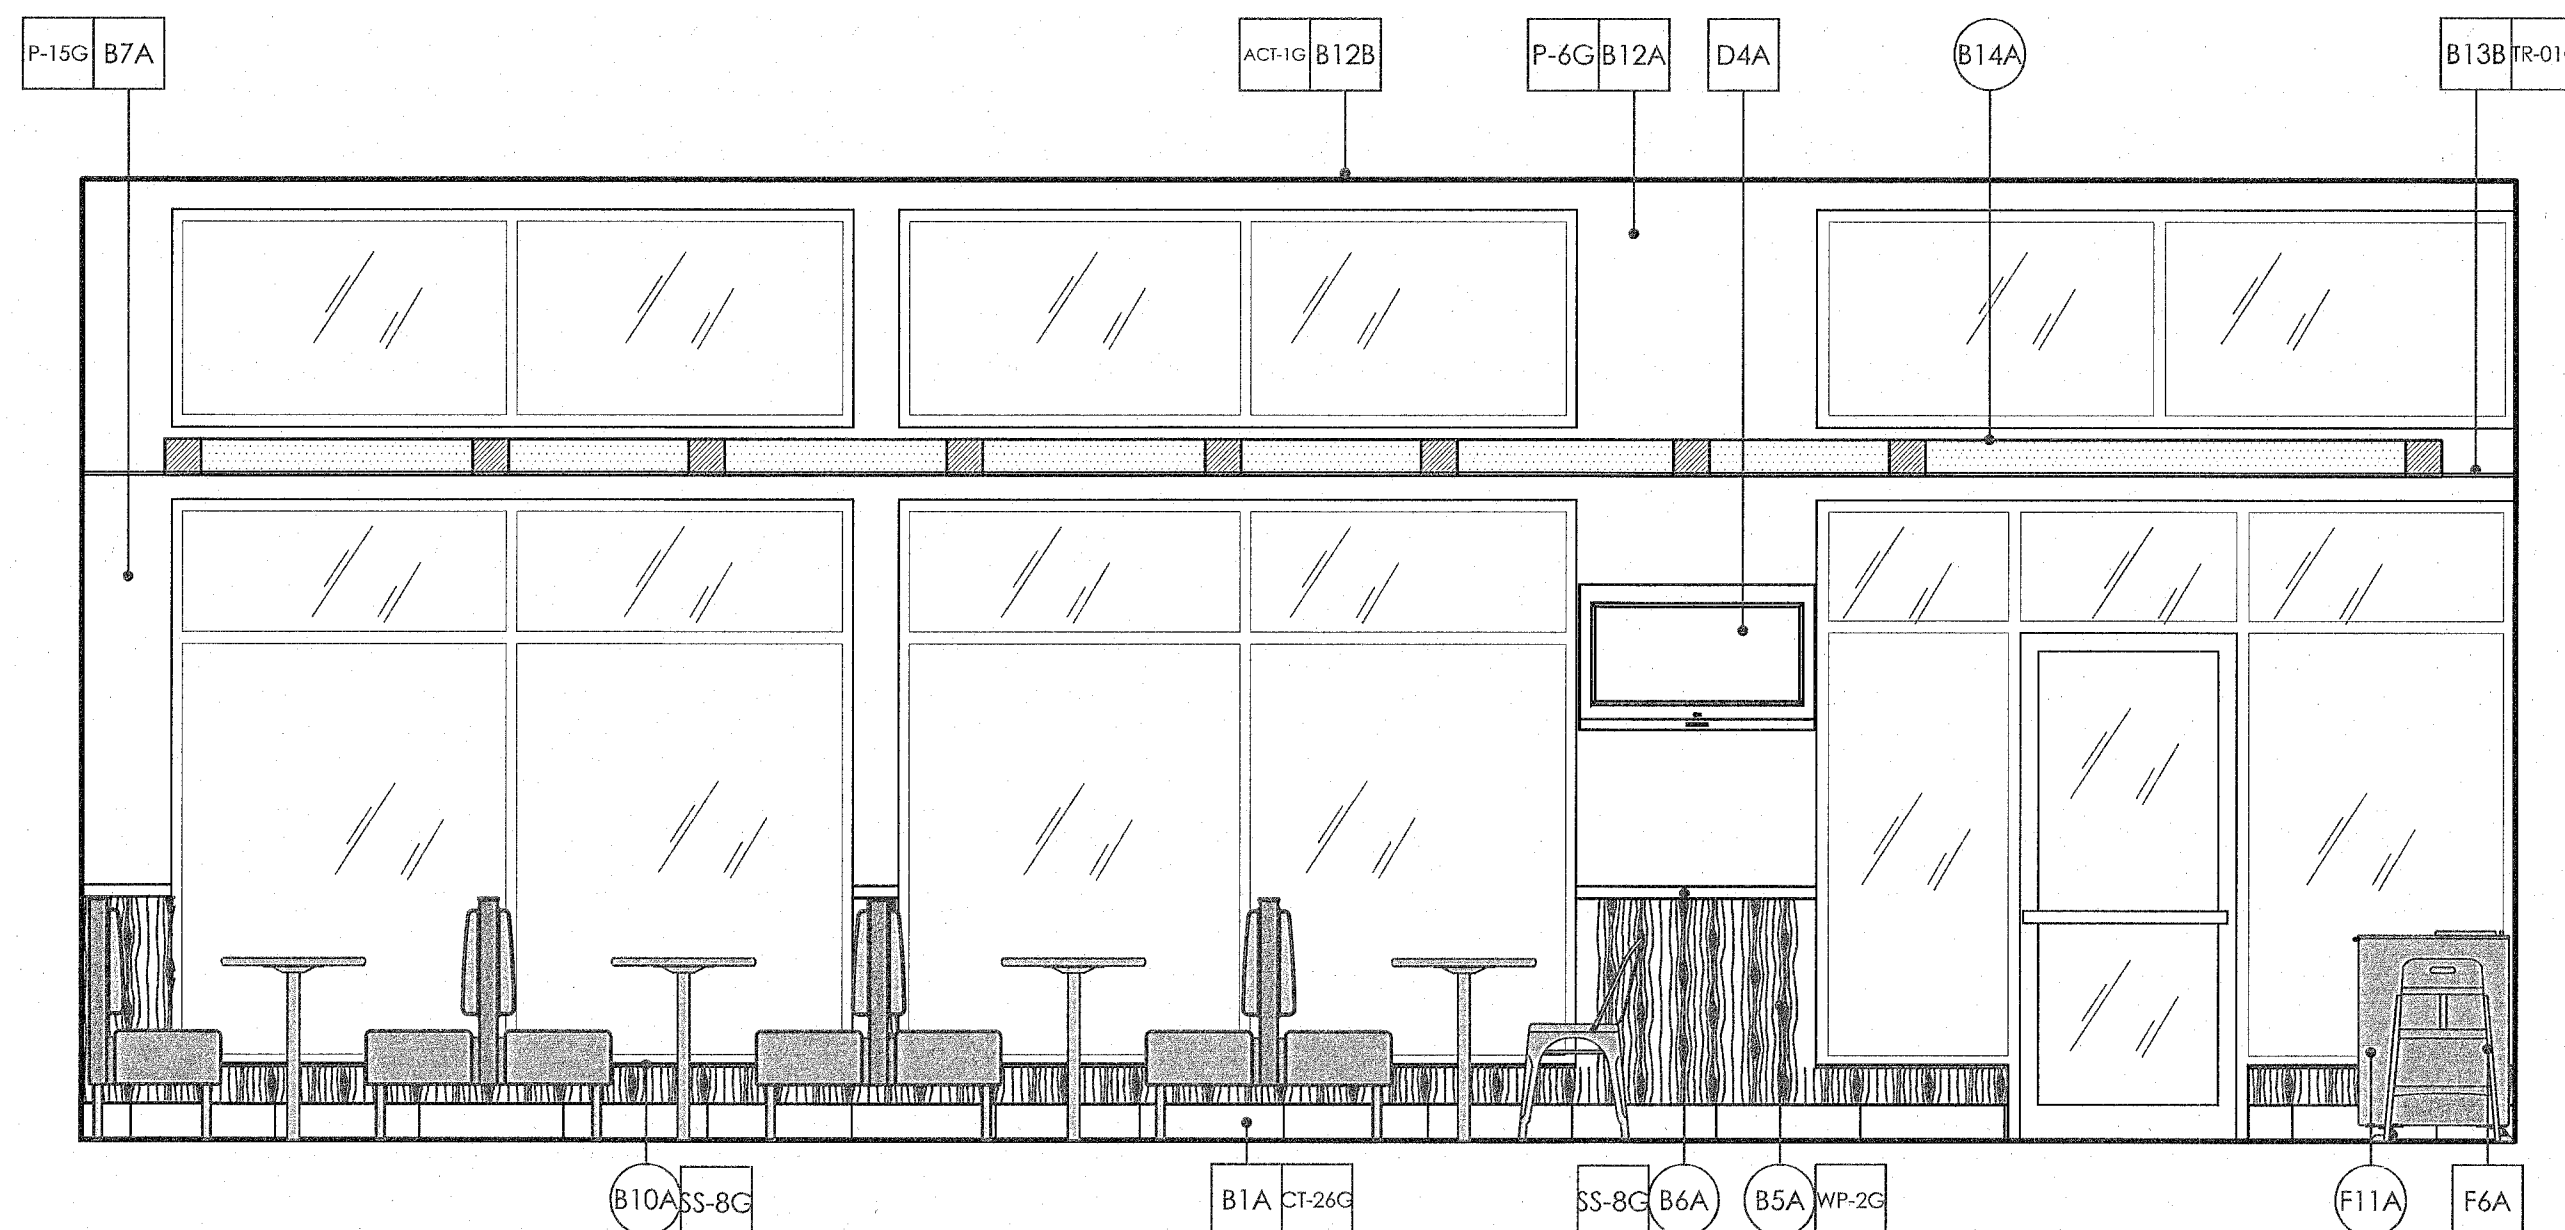 P-15G B7A
ACT-1G B12B
P-6G B12A
D4A
B14A
B13B
B10A SS-8G
B1A CT-26G
SS-8G B6A
B5A WP-2G
F11A
F6A